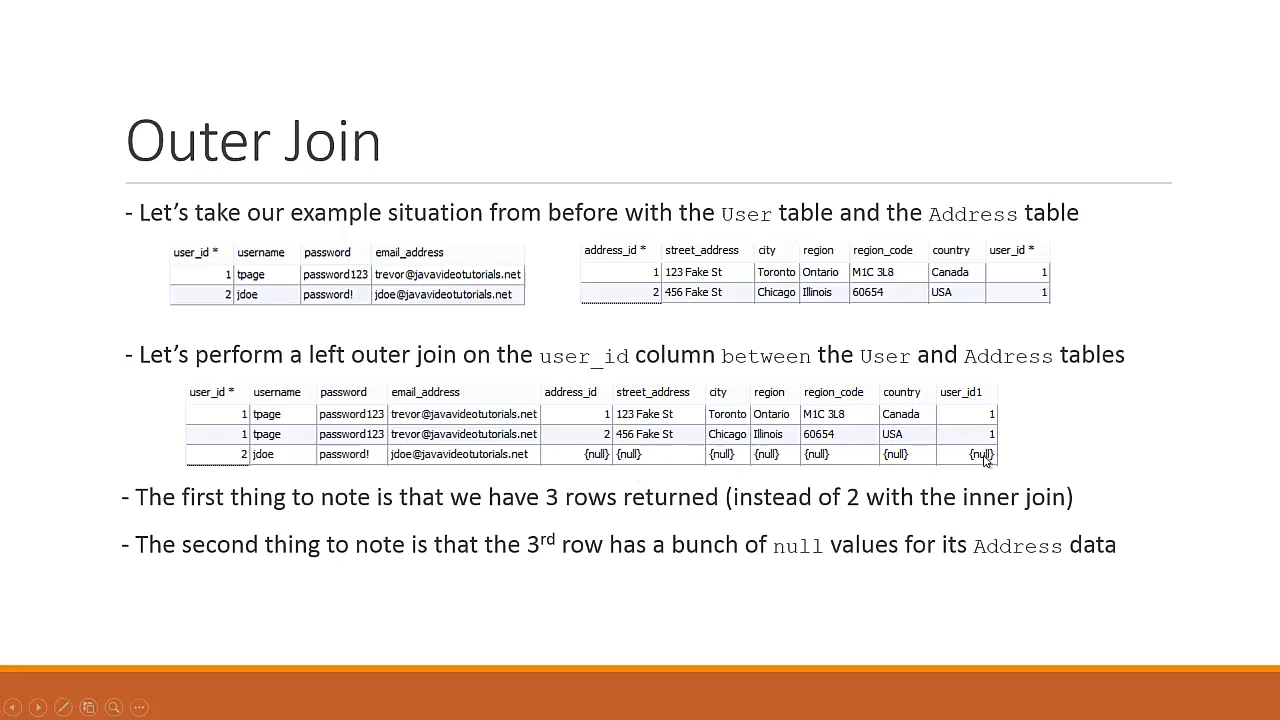 Outer Join
- Let's take our example situation from before with the User table and the Address table
user_id * username password email_address
1 tpage password123 trevor@javavideotutorials.net
2 jdoe password! jdoe@javavideotutorials.net
address_id * street_address city region region_code country user_id *
1 123 Fake St Toronto Ontario M1C 3L8 Canada 1
2 456 Fake St Chicago Illinois 60654 USA 1
- Let's perform a left outer join on the user_id column between the User and Address tables
user_id * username password email_address address_id street_address city region region_code country user_id1
1 tpage password123 trevor@javavideotutorials.net 1 123 Fake St Toronto Ontario M1C 3L8 Canada 1
1 tpage password123 trevor@javavideotutorials.net 2 456 Fake St Chicago Illinois 60654 USA 1
2 jdoe password! jdoe@javavideotutorials.net {null} {null} {null} {null} {null} {null} {null}
- The first thing to note is that we have 3 rows returned (instead of 2 with the inner join)
- The second thing to note is that the 3rd row has a bunch of null values for its Address data